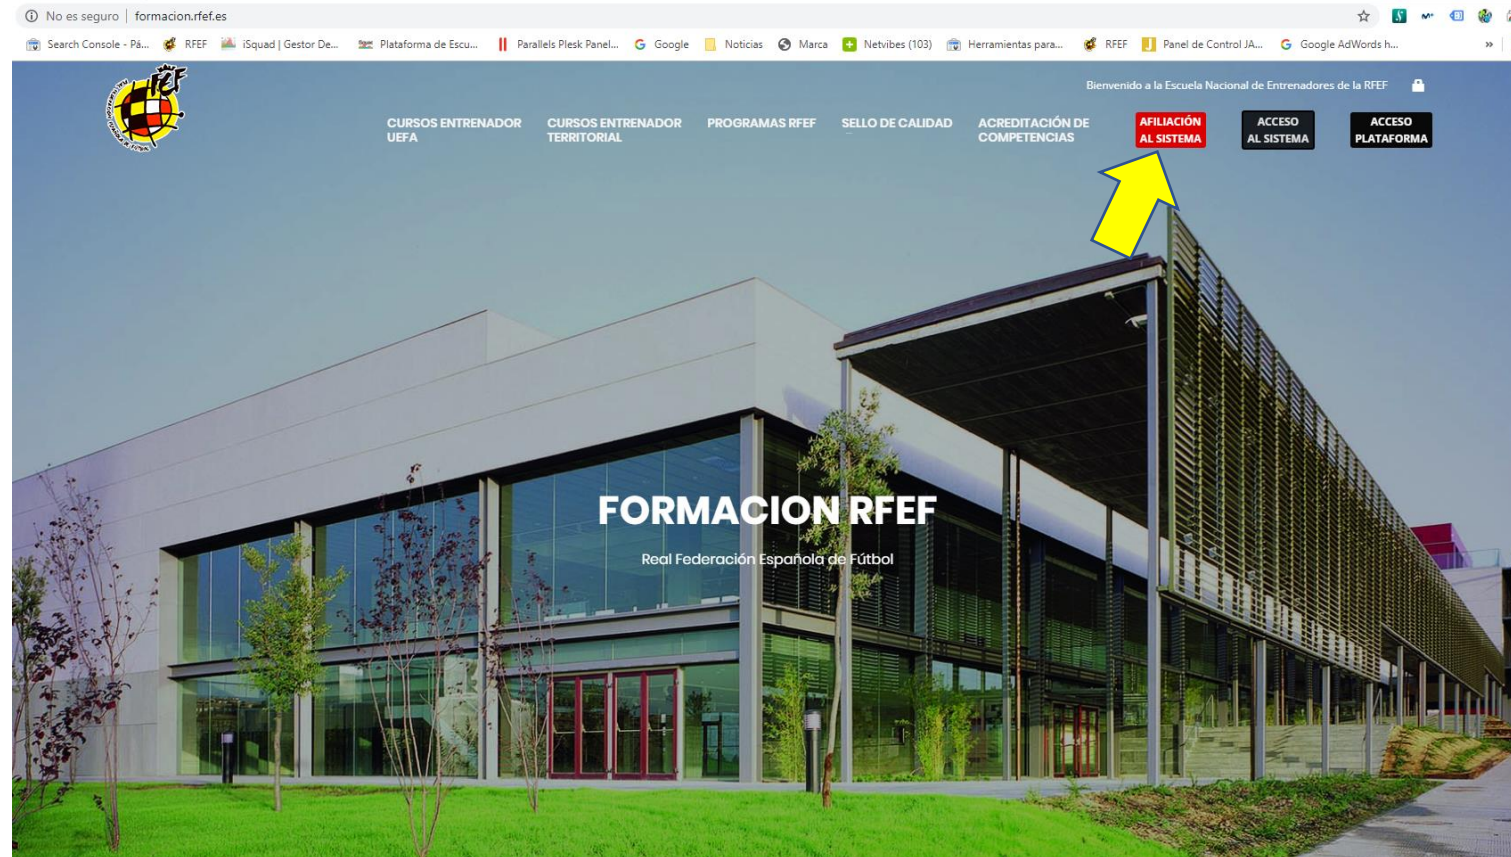 No es seguro | formacion.rfef.es
Search Console - Pá... RFEF iSquad | Gestor De... Plataforma de Escu... Parallels Plesk Panel... Google Noticias Marca Netvibes (103) Herramientas para... RFEF Panel de Control JA... Google AdWords h... »
Bienvenido a la Escuela Nacional de Entrenadores de la RFEF
CURSOS ENTRENADOR
UEFA
CURSOS ENTRENADOR
TERRITORIAL
PROGRAMAS RFEF
SELLO DE CALIDAD
ACREDITACIÓN DE
COMPETENCIAS
AFILIACIÓN
AL SISTEMA
ACCESO
AL SISTEMA
ACCESO
PLATAFORMA
FORMACION RFEF
Real Federación Española de Fútbol